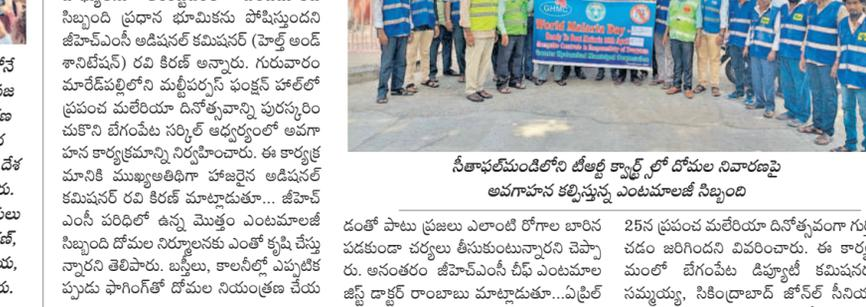 సిబ్బంది ప్రధాన భూమికను పోషిస్తుందని
జీహెచ్ఎంసీ అడిషనల్ కమిషనర్ (హెల్త్ అండ్
శానిటేషన్) రవి కిరణ్ అన్నారు. గురువారం
మారేడ్‌పల్లిలోని మల్టీపర్పస్ ఫంక్షన్ హాల్‌లో
ప్రపంచ మలేరియా దినోత్సవాన్ని పురస్కరిం
చుకొని బేగంపేట సర్కిల్ ఆధ్వర్యంలో అవగా
హన కార్యక్రమాన్ని నిర్వహించారు. ఈ కార్యక్ర
మానికి ముఖ్యఅతిథిగా హాజరైన అడిషనల్
కమిషనర్ రవి కిరణ్ మాట్లాడుతూ... జీహెచ్
ఎంసీ పరిధిలో ఉన్న మొత్తం ఎంటమాలజీ
సిబ్బంది దోమల నిర్మూలనకు ఎంతో కృషి చేస్తు
న్నారని తెలిపారు. బస్తీలు, కాలనీల్లో ఎప్పటిక
ప్పుడు ఫాగింగ్‌తో దోమల నియంత్రణ చేయ
GHMC
World Malaria Day -
సీతాఫల్‌మండిలోని టీఆర్టీ క్వార్ట్సర్స్‌లో దోమల నివారణపై
అవగాహన కల్పిస్తున్న ఎంటమాలజీ సిబ్బంది
డంతో పాటు ప్రజలు ఎలాంటి రోగాల బారిన
పడకుండా చర్యలు తీసుకుంటున్నారని చెప్పా
రు. అనంతరం జీహెచ్ఎంసీ చీఫ్ ఎంటమాల
జిస్ట్ డాక్టర్ రాంబాబు మాట్లాడుతూ...ఏప్రిల్
25న ప్రపంచ మలేరియా దినోత్సవంగా
చడం జరిగిందని వివరించారు. ఈ
మంలో బేగంపేట డిప్యూటీ
సమ్మయ్య, సికింద్రాబాద్ జోనల్